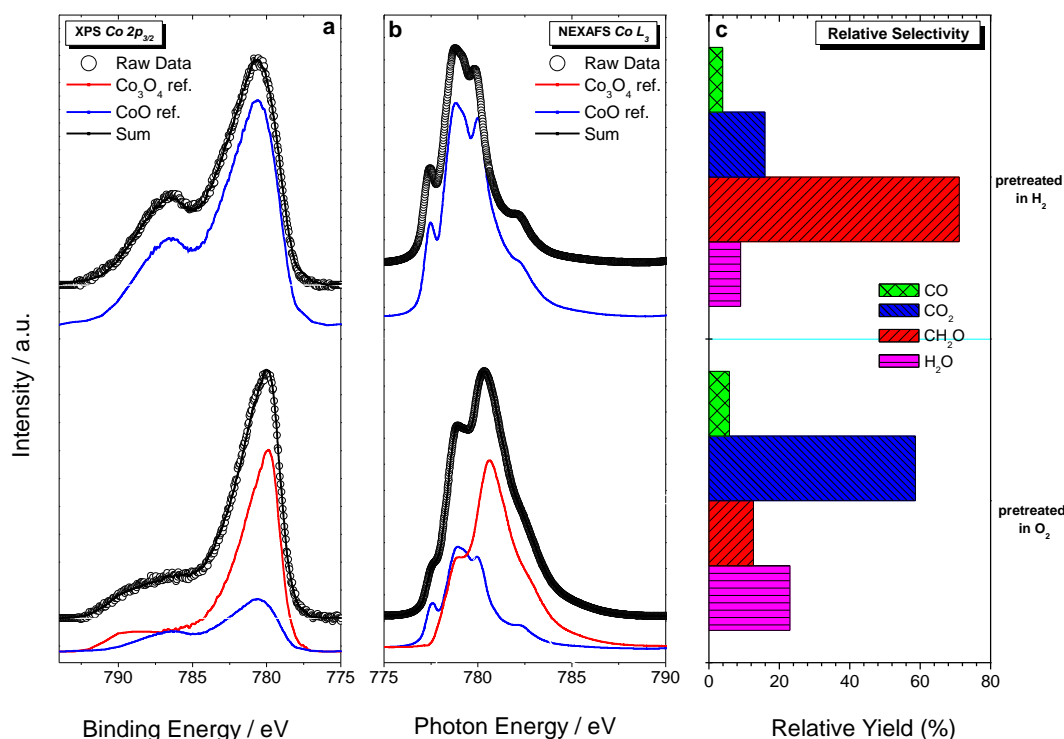 Intensity / a.u.
XPS Co 2p3/2
a
Raw Data
Co3O4 ref.
CoO ref.
Sum
790
785
780
775
Binding Energy / eV
b
NEXAFS Co L3
Raw Data
Co3O4 ref.
CoO ref.
Sum
775
780
785
790
Photon Energy / eV
c
Relative Selectivity
pretreated
in H2
CO
CO2
CH2O
H2O
pretreated
in O2
0
20
40
60
80
Relative Yield (%)